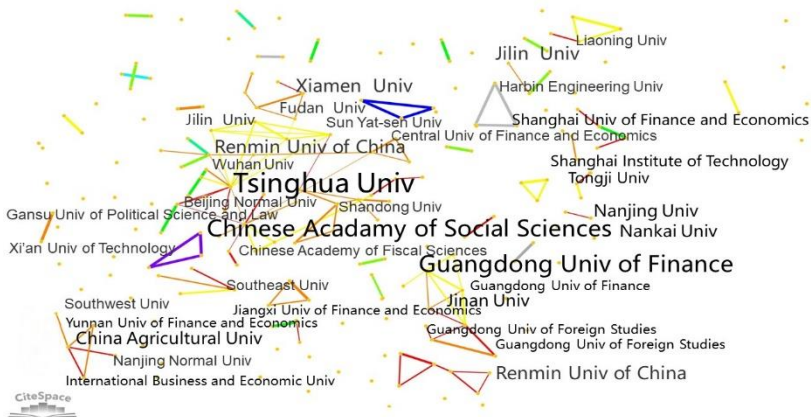 Liaoning Univ
Jilin Univ
Xiamen Univ
Harbin Engineering Univ
Fudan Univ
Jilin Univ
Sun Yat-sen Univ
Shanghai Univ of Finance and Economics
Central Univ of Finance and Economics
Renmin Univ of China
Wuhan Univ
Shanghai Institute of Technology
Tsinghua Univ
Tongji Univ
Beijing Normal Univ
Shandong Univ
Gansu Univ of Political Science and Law
Nanjing Univ
Chinese Acadamy of Social Sciences
Nankai Univ
Xi'an Univ of Technology
Chinese Academy of Fiscal Sciences
Guangdong Univ of Finance
Southeast Univ
Guangdong Univ of Finance
Jinan Univ
Southwest Univ
Jiangxi Univ of Finance and Economics
Yunnan Univ of Finance and Economics
Guangdong Univ of Foreign Studies
China Agricultural Univ
Guangdong Univ of Foreign Studies
Nanjing Normal Univ
Renmin Univ of China
International Business and Economic Univ
CiteSpace